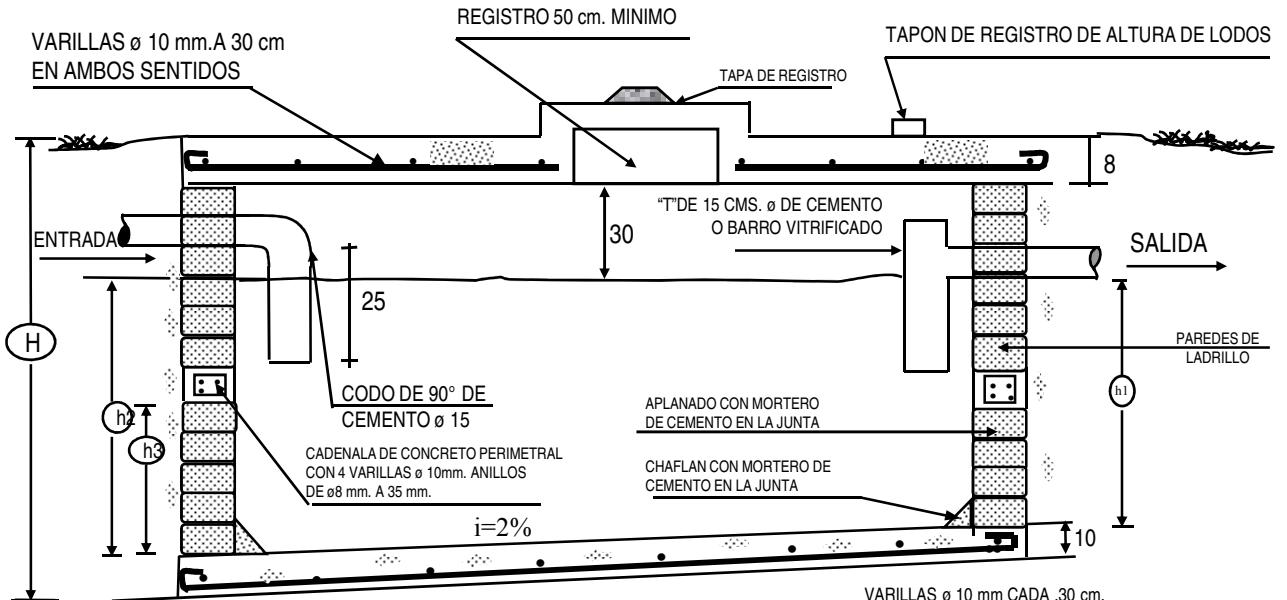 REGISTRO 50 cm. MINIMO
VARILLAS ø 10 mm.A 30 cm
EN AMBOS SENTIDOS
TAPON DE REGISTRO DE ALTURA DE LODOS
TAPA DE REGISTRO
8
"T"DE 15 CMS. ø DE CEMENTO
O BARRO VITRIFICADO
30
ENTRADA
SALIDA
25
H
PAREDES DE
LADRILLO
h1
CODO DE 90° DE
CEMENTO ø 15
h2
h3
APLANADO CON MORTERO
DE CEMENTO EN LA JUNTA
CADENALA DE CONCRETO PERIMETRAL
CON 4 VARILLAS ø 10mm. ANILLOS
DE ø8 mm. A 35 mm.
CHAFLAN CON MORTERO DE
CEMENTO EN LA JUNTA
i=2%
10
VARILLAS ø 10 mm CADA .30 cm.